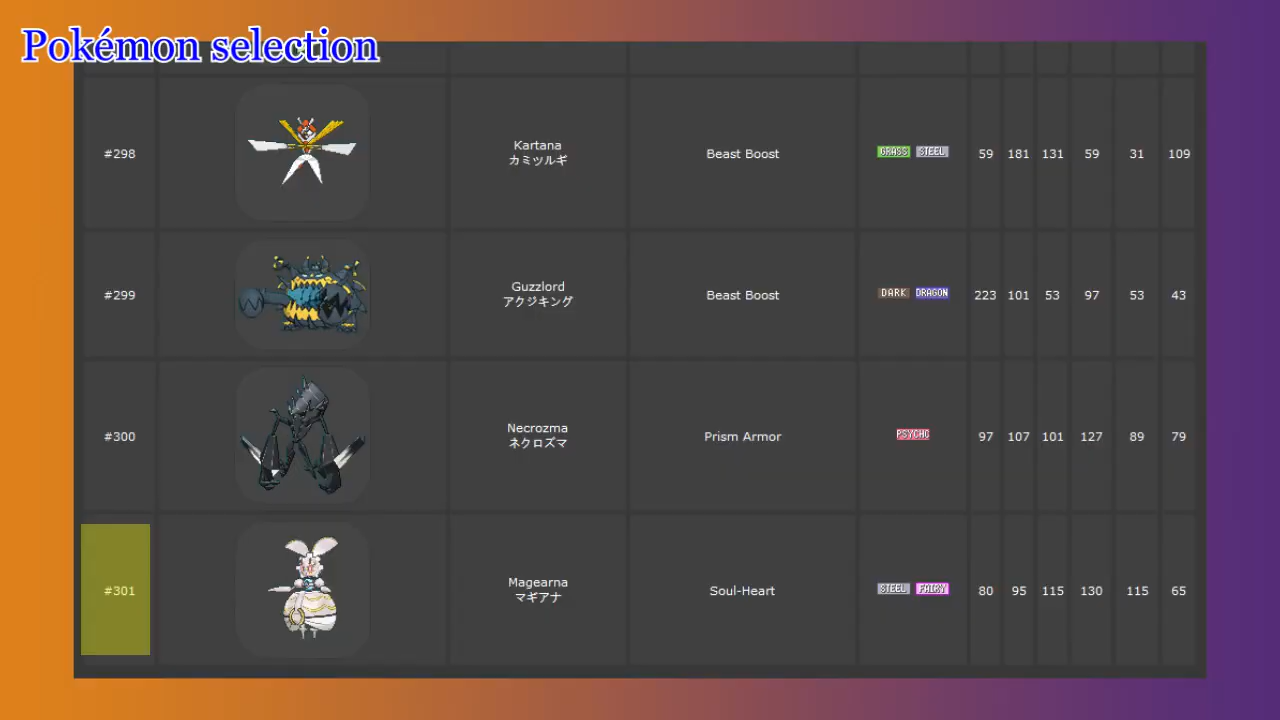 Pokémon selection
#298 Kartana Beast Boost GRASS STEEL 59 181 131 59 31 109
カミツルギ
#299 Guzzlord Beast Boost DARK DRAGON 223 101 53 97 53 43
アクジキング
#300 Necrozma Prism Armor PSYCHC 97 107 101 127 89 79
ネクロズマ
#301 Magearna Soul-Heart STEEL FAIRY 80 95 115 130 115 65
マギアナ